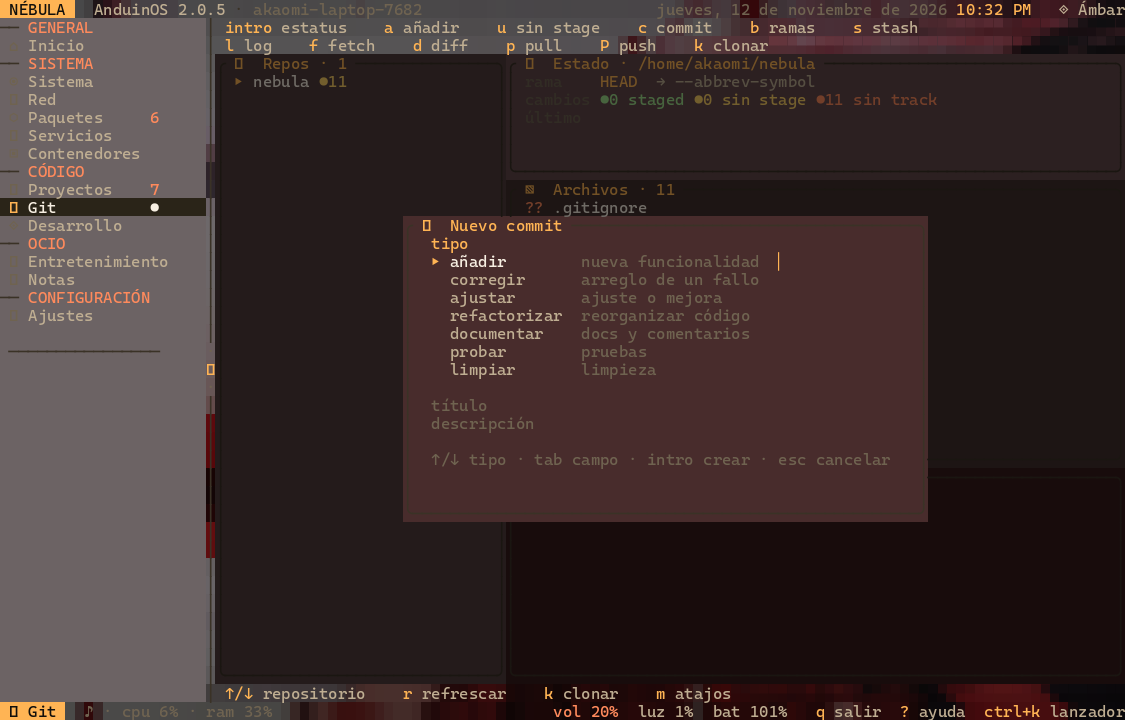 NÉBULA AnduinOS 2.0.5 · akaomi-laptop-7682 jueves, 12 de noviembre de 2026 10:32 PM ◈ Ámbar
GENERAL
Inicio
SISTEMA
Sistema
Red
Paquetes 6
Servicios
Contenedores
CÓDIGO
Proyectos 7
Git ●
Desarrollo
OCIO
Entretenimiento
Notas
CONFIGURACIÓN
Ajustes
intro estatus a añadir u sin stage c commit b ramas s stash
l log f fetch d diff p pull P push k clonar
Repos · 1
▸ nebula ●11
Estado · /home/akaomi/nebula
rama HEAD → --abbrev-symbol
cambios ●0 staged ●0 sin stage ●11 sin track
último
Archivos · 11
?? .gitignore
Nuevo commit
tipo
▸ añadir nueva funcionalidad
corregir arreglo de un fallo
ajustar ajuste o mejora
refactorizar reorganizar código
documentar docs y comentarios
probar pruebas
limpiar limpieza
título
descripción
↑/↓ tipo · tab campo · intro crear · esc cancelar
↑/↓ repositorio r refrescar k clonar m atajos
Git ♪ · cpu 6% · ram 33% vol 20% luz 1% bat 101% q salir ? ayuda ctrl+k lanzador